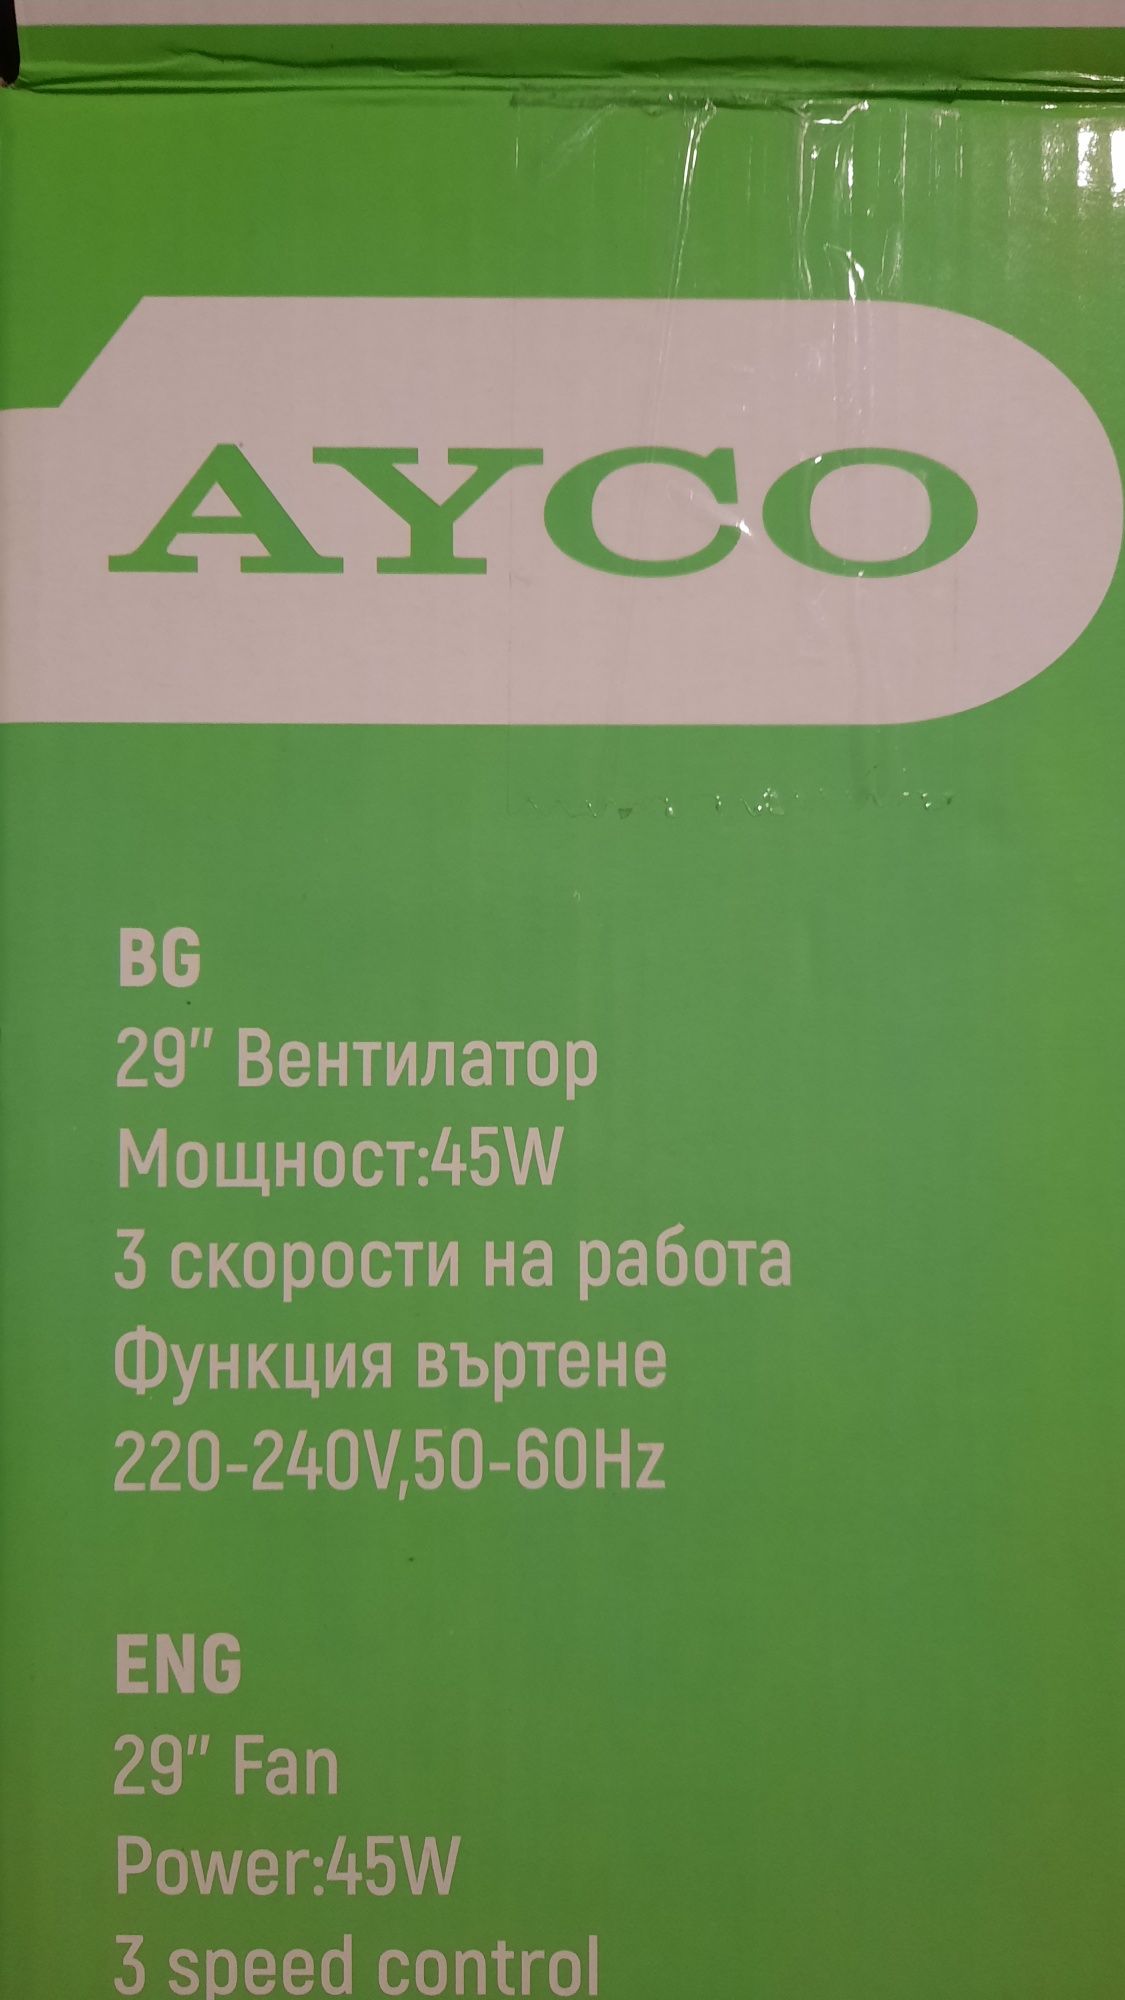 AYCO
BG
29" Вентилатор
Мощност:45W
3 скорости на работа
Функция въртене
220-240V,50-60Hz
ENG
29" Fan
Power:45W
3 speed control